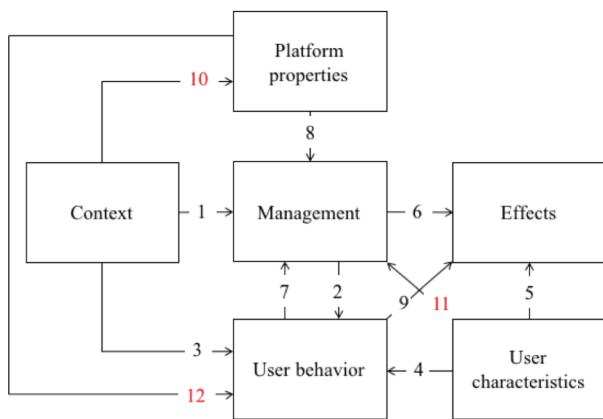 Platform
properties
10
8
Context
1
Management
6
Effects
7
2
9
11
5
3
User behavior
4
User
characteristics
12